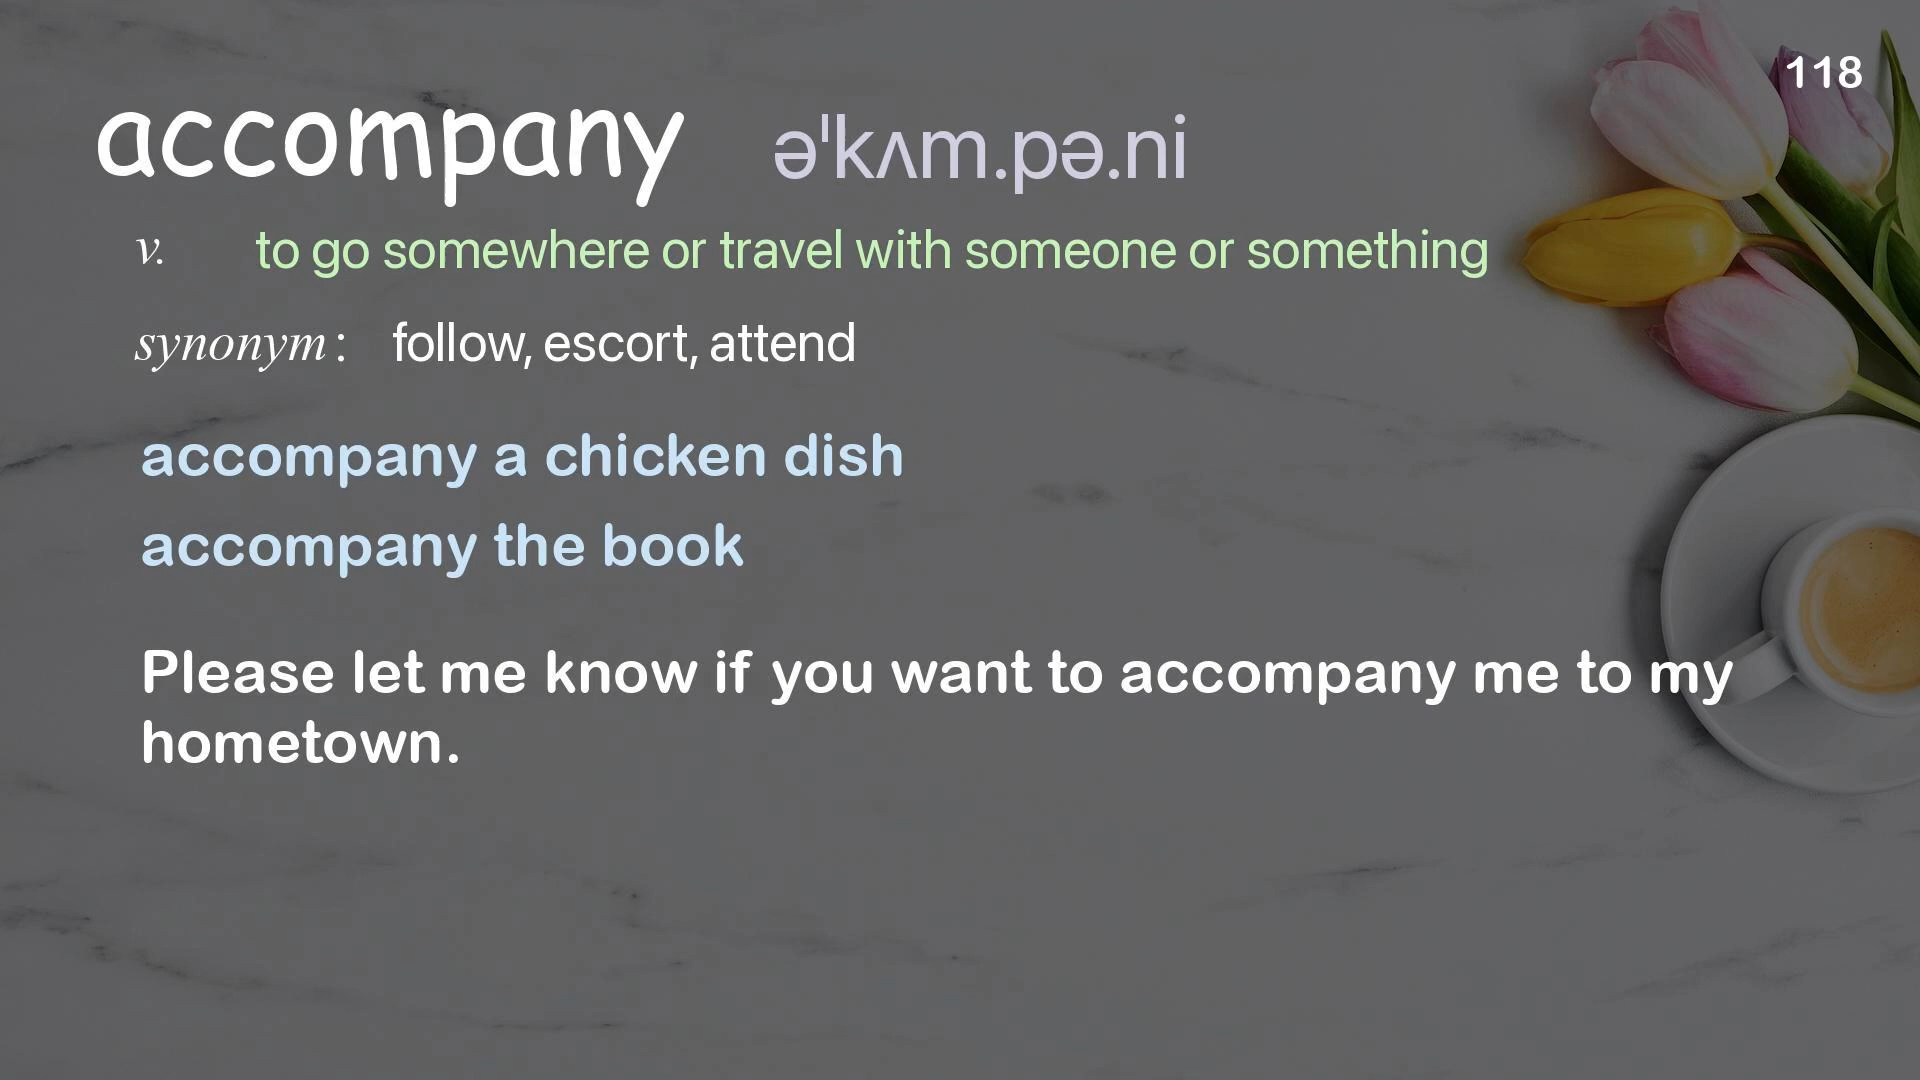 118
accompany əˈkʌm.pə.ni
v. to go somewhere or travel with someone or something
synonym : follow, escort, attend
accompany a chicken dish
accompany the book
Please let me know if you want to accompany me to my
hometown.